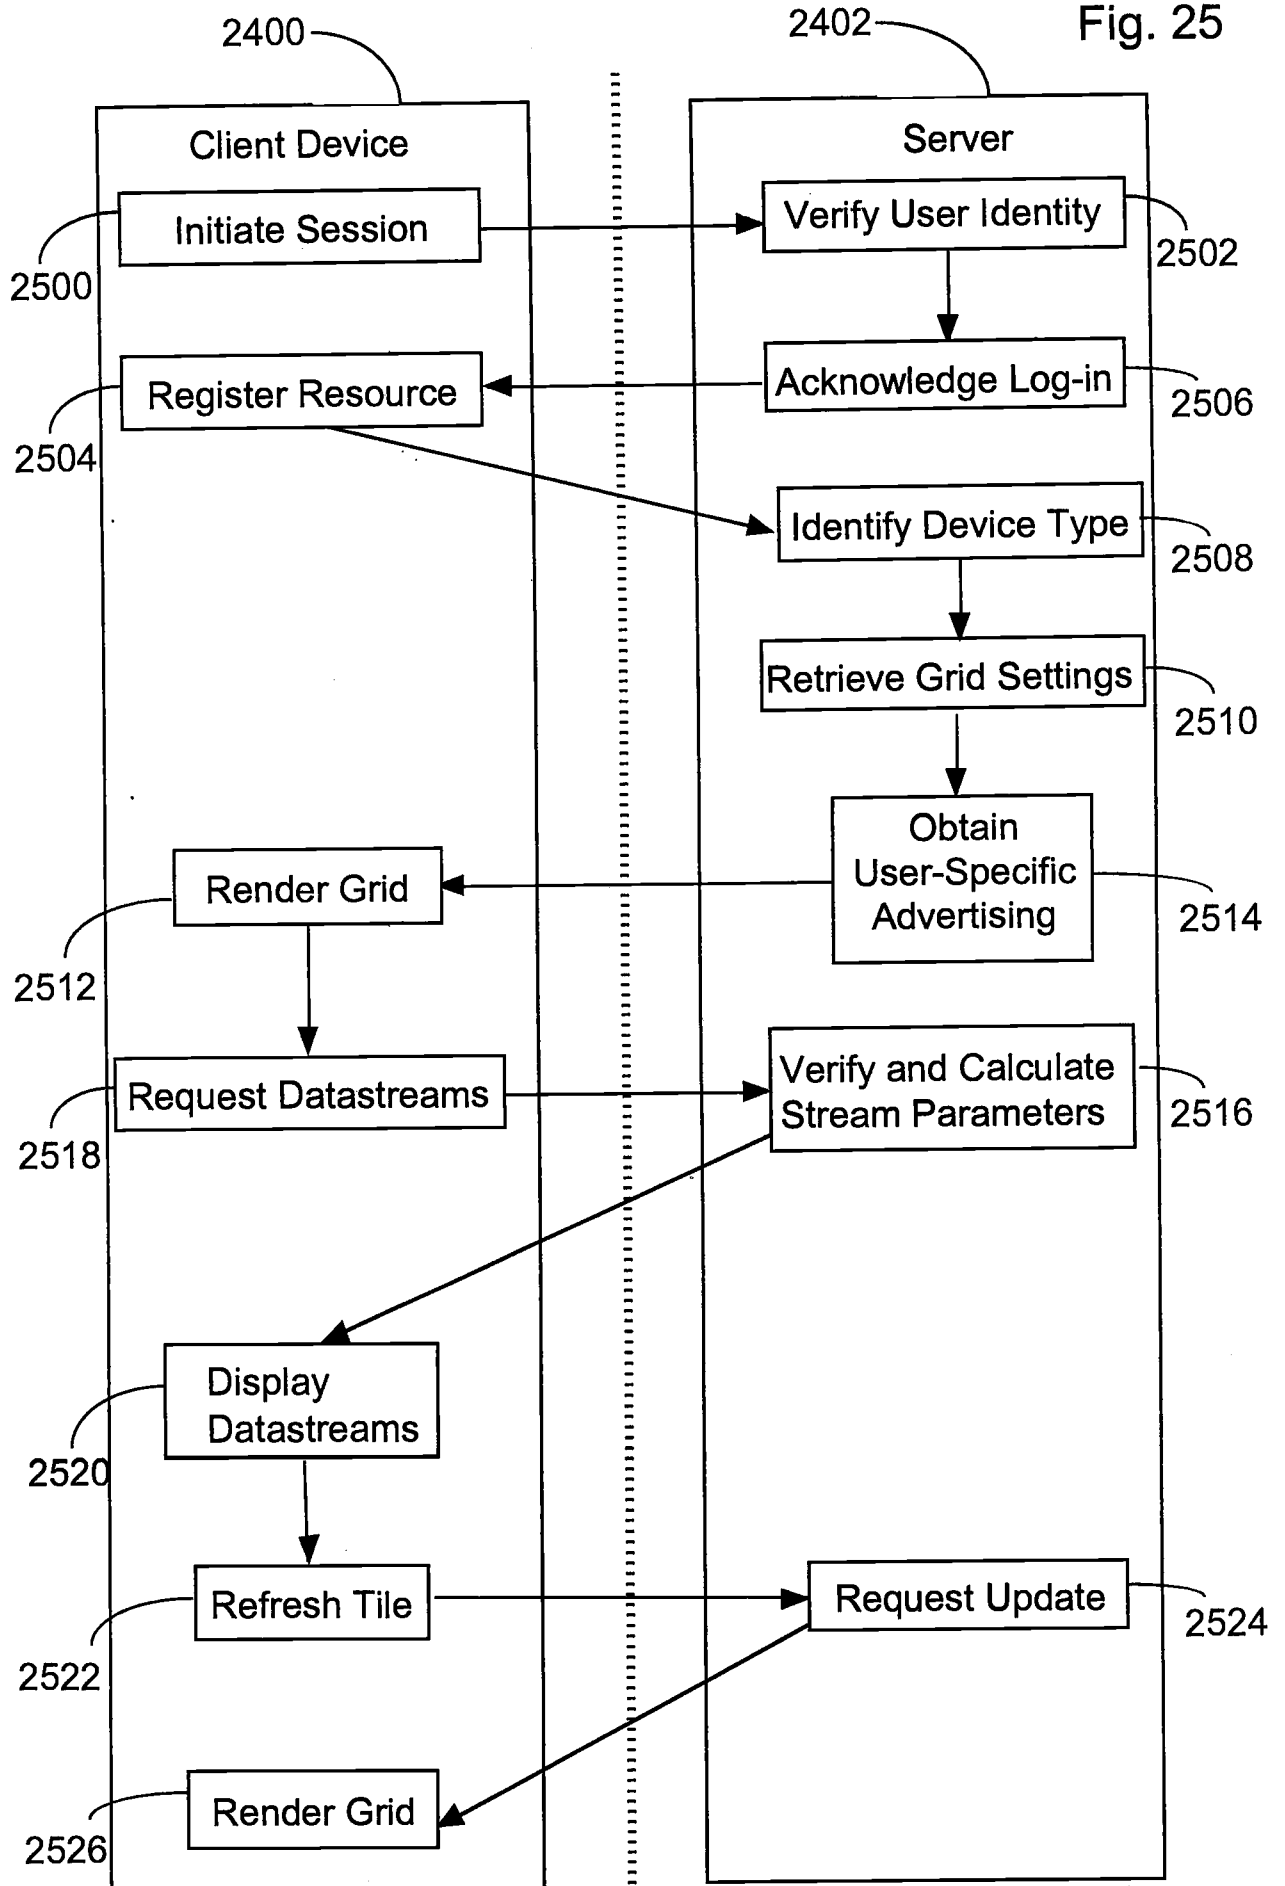 2400
2402
Fig. 25
Client Device
Server
Initiate Session
Verify User Identity
2500
2502
Register Resource
Acknowledge Log-in
2504
2506
Identify Device Type
2508
Retrieve Grid Settings
2510
Obtain
User-Specific
Advertising
Render Grid
2512
2514
Request Datastreams
Verify and Calculate
Stream Parameters
2518
2516
Display
Datastreams
2520
Refresh Tile
Request Update
2522
2524
Render Grid
2526